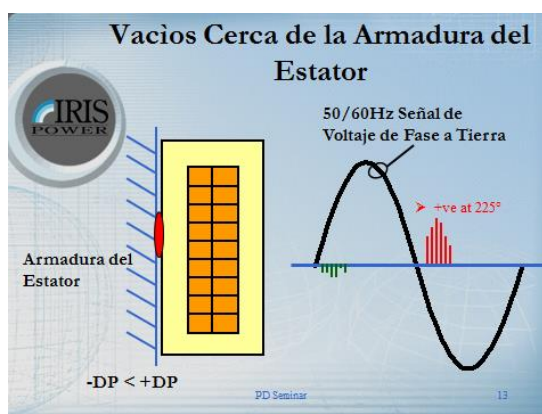 Vacìos Cerca de la Armadura del
Estator
IRIS
POWER
50/60Hz Señal de
Voltaje de Fase a Tierra
+ve at 225°
Armadura del
Estator
-DP < +DP
PD Seminar
13